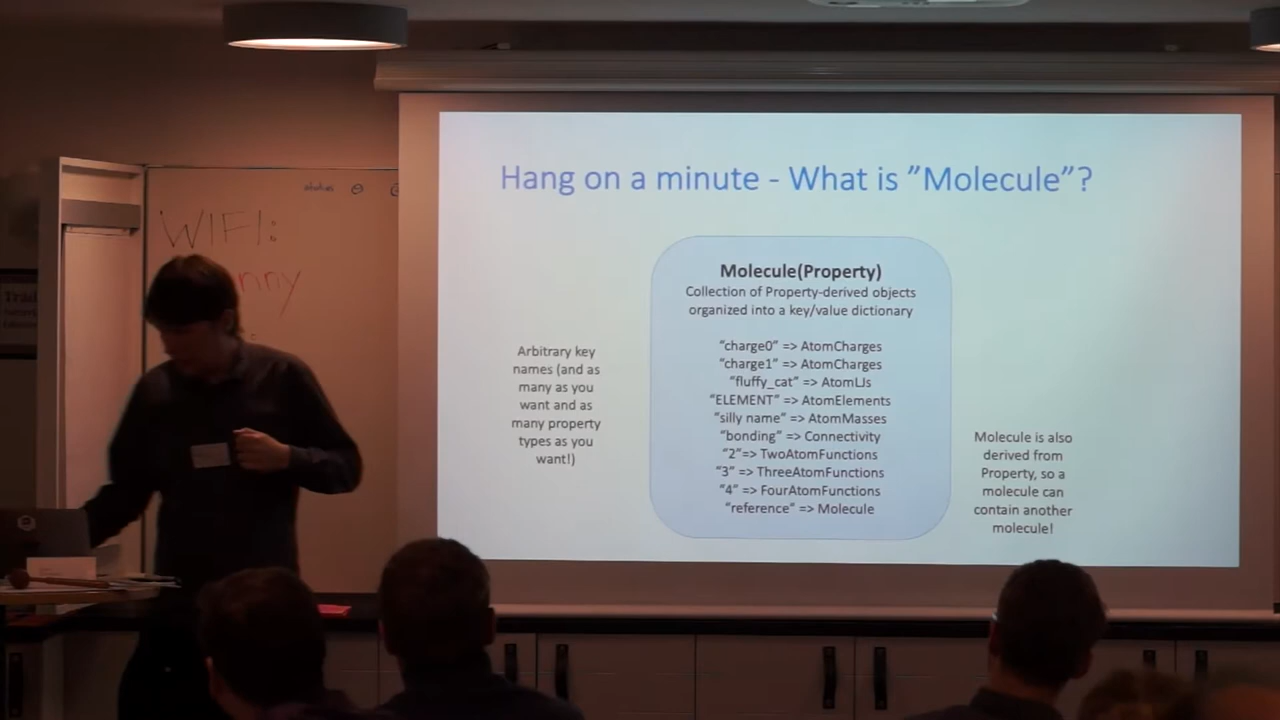 Hang on a minute - What is ”Molecule”?
Molecule(Property)
Collection of Property-derived objects
organized into a key/value dictionary
“charge0” => AtomCharges
“charge1” => AtomCharges
“fluffy_cat” => AtomLJs
“ELEMENT” => AtomElements
“silly name” => AtomMasses
“bonding” => Connectivity
“2”=> TwoAtomFunctions
“3” => ThreeAtomFunctions
“4” => FourAtomFunctions
“reference” => Molecule
Arbitrary key
names (and as
many as you
want and as
many property
types as you
want!)
Molecule is also
derived from
Property, so a
molecule can
contain another
molecule!
WIFI: